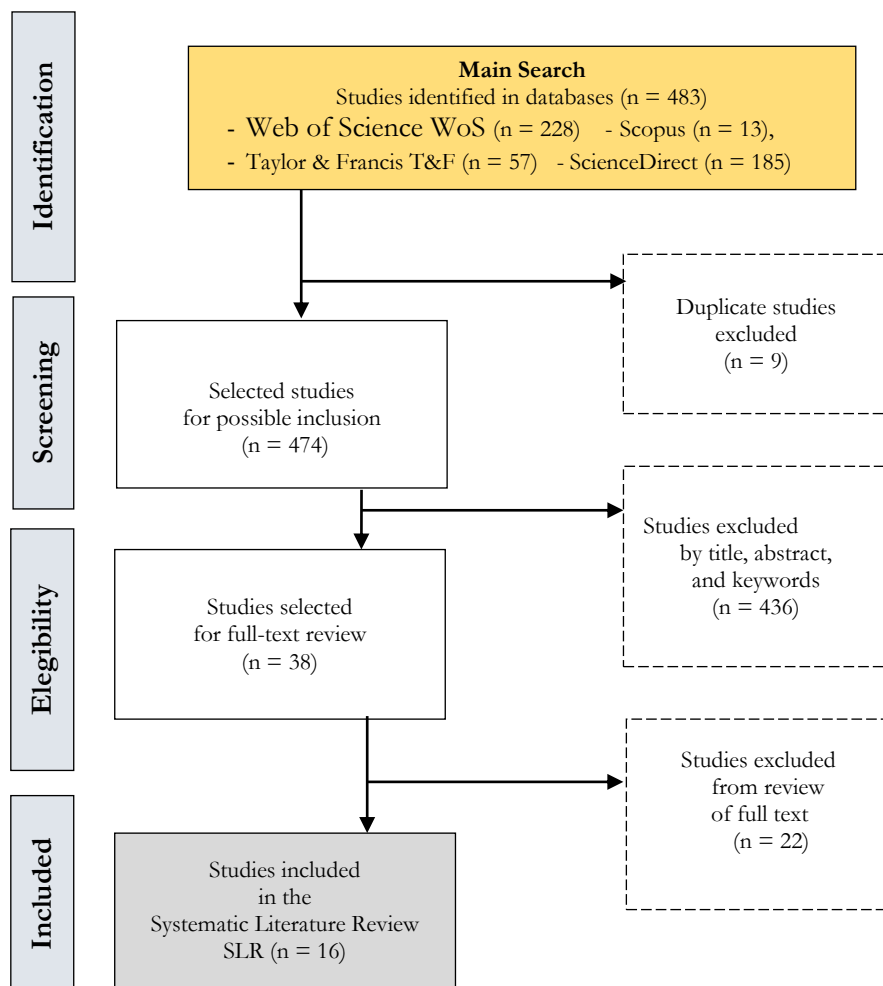 Identification
Main Search
Studies identified in databases (n = 483)
- Web of Science WoS (n = 228) - Scopus (n = 13),
- Taylor & Francis T&F (n = 57) - ScienceDirect (n = 185)
Duplicate studies
excluded
(n = 9)
Screening
Selected studies
for possible inclusion
(n = 474)
Studies excluded
by title, abstract,
and keywords
(n = 436)
Elegibility
Studies selected
for full-text review
(n = 38)
Studies excluded
from review
of full text
(n = 22)
Included
Studies included
in the
Systematic Literature Review
SLR (n = 16)